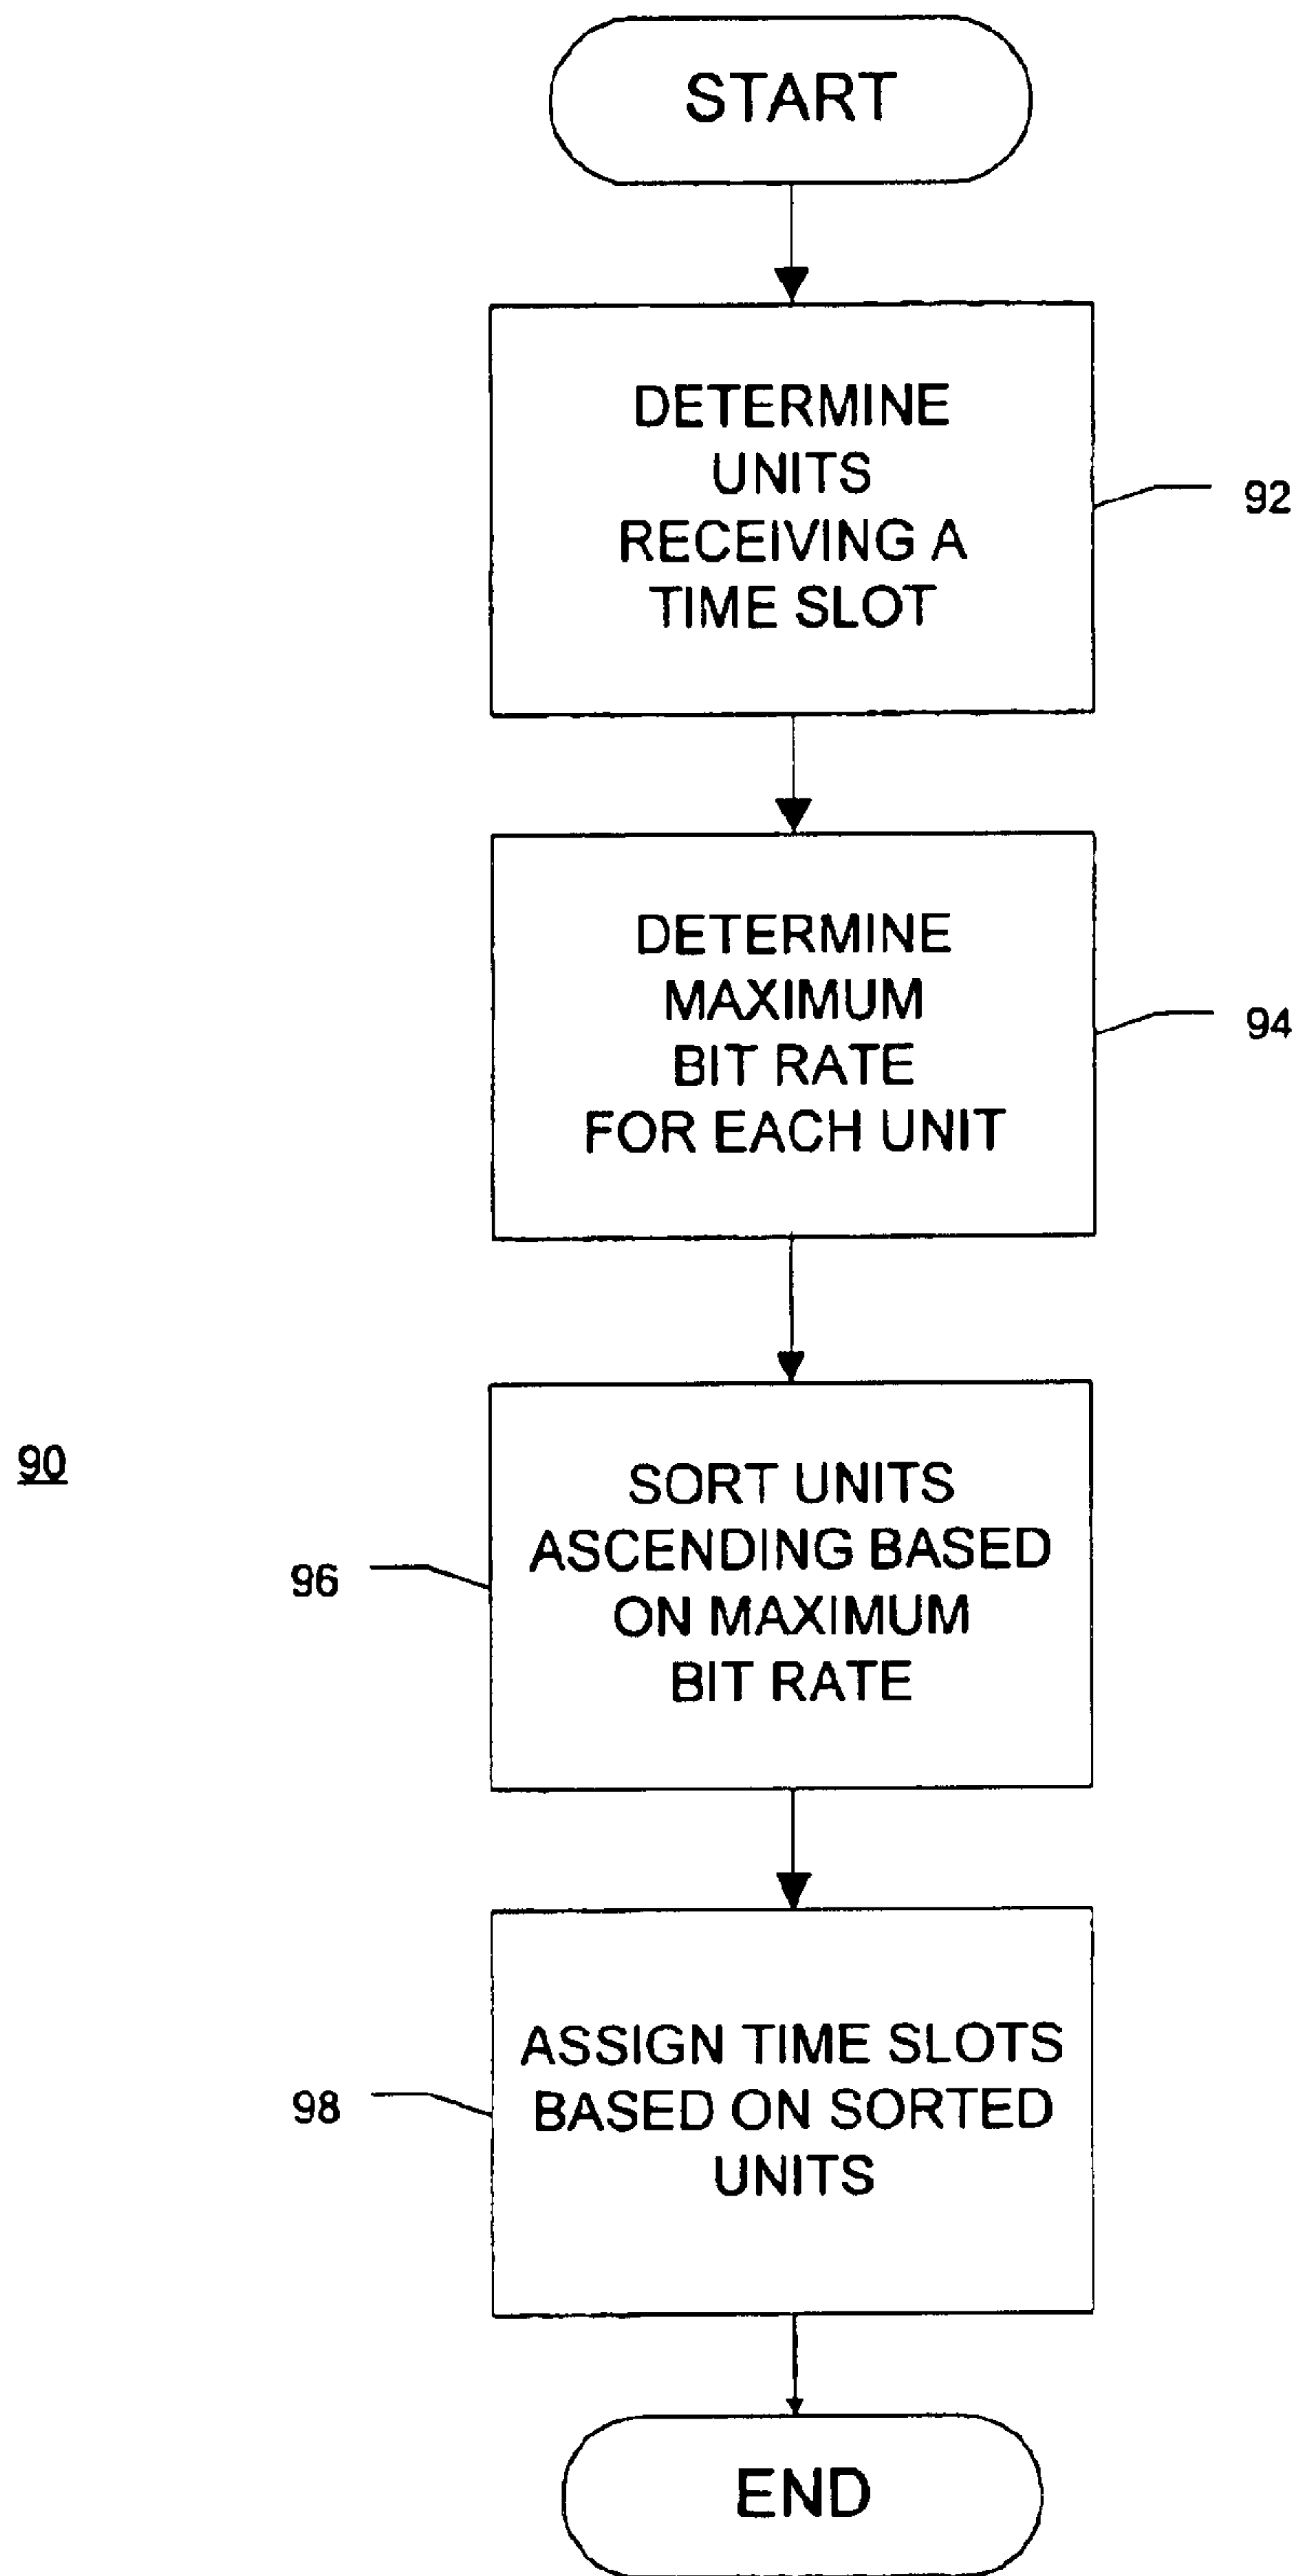 START
DETERMINE
UNITS
RECEIVING A
TIME SLOT
92
DETERMINE
MAXIMUM
BIT RATE
FOR EACH UNIT
94
90
SORT UNITS
ASCENDING BASED
ON MAXIMUM
BIT RATE
96
ASSIGN TIME SLOTS
BASED ON SORTED
UNITS
98
END